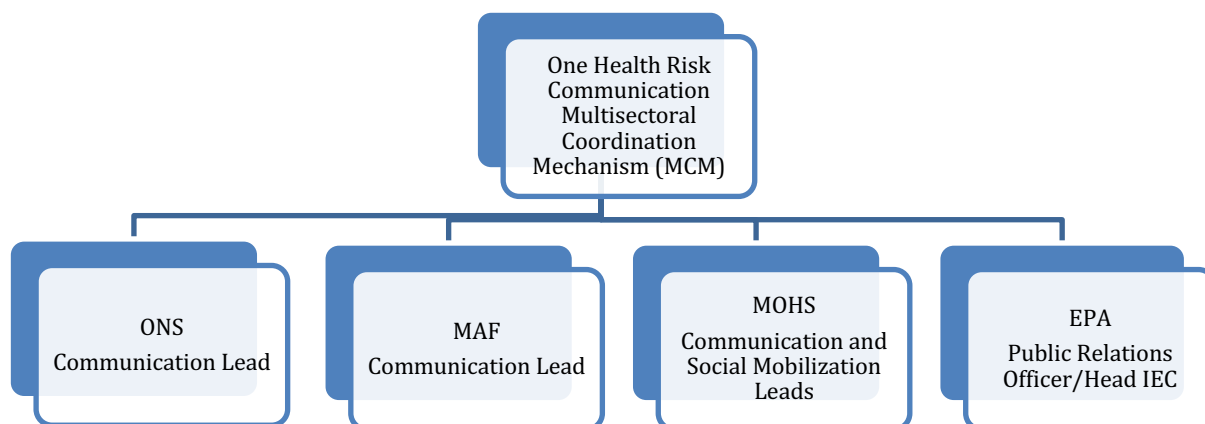 One Health Risk
Communication
Multisectoral
Coordination
Mechanism (MCM)
ONS
Communication Lead
MAF
Communication Lead
MOHS
Communication and
Social Mobilization
Leads
EPA
Public Relations
Officer/Head IEC